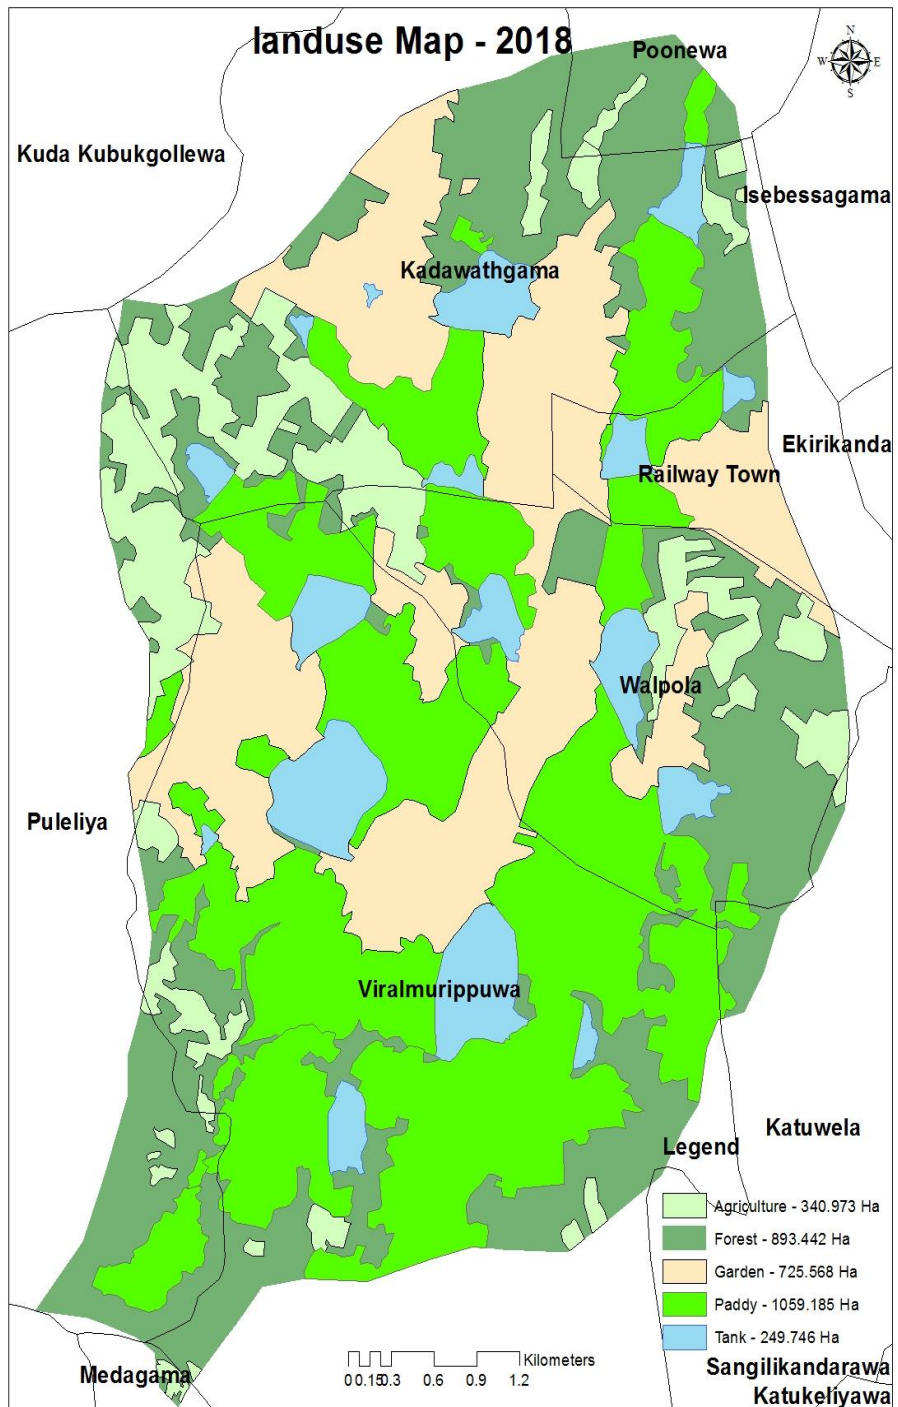 landuse Map - 2018
Poonewa
N
W E
S
Kuda Kubukgollewa
Isebessagama
Kadawathgama
Ekirikanda
Railway Town
Walpola
Puleliya
Viralmurippuwa
Katuwela
Legend
Agriculture - 340.973 Ha
Forest - 893.442 Ha
Garden - 725.568 Ha
Paddy - 1059.185 Ha
Tank - 249.746 Ha
Kilometers
0 0.15 0.3 0.6 0.9 1.2
Medagama
Sangilikandarawa
Katukeliyawa